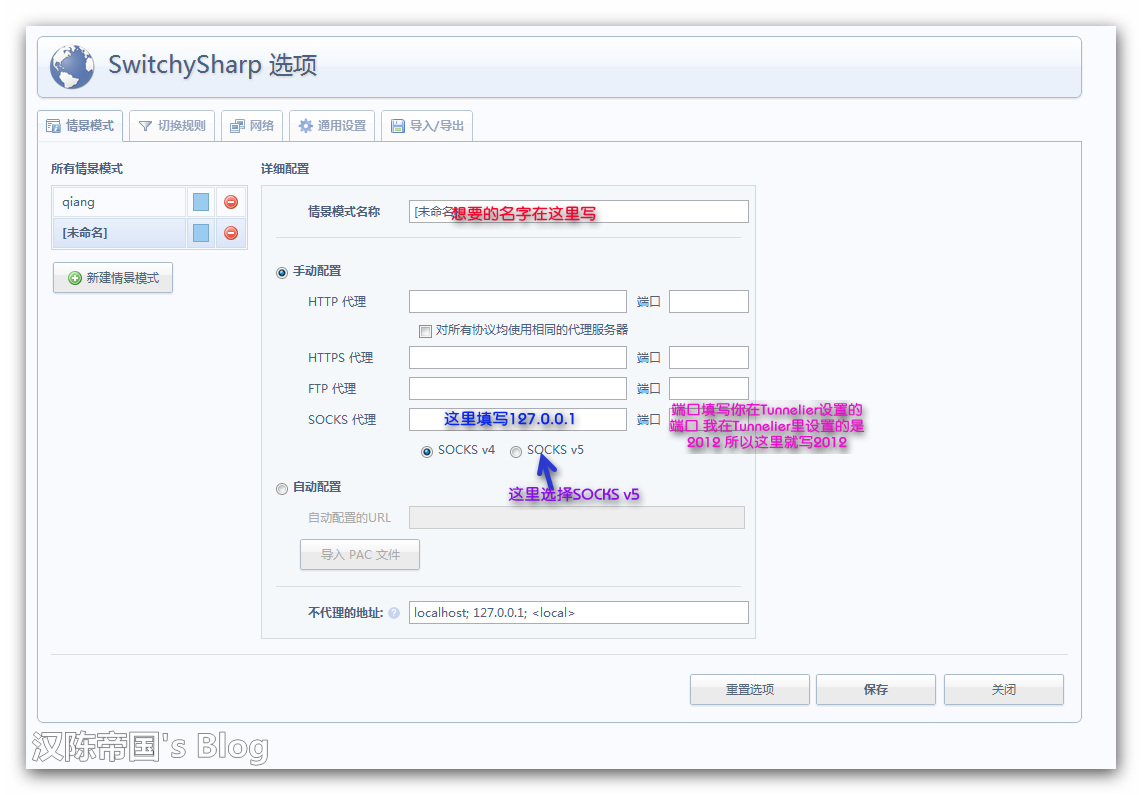 SwitchySharp 选项
情景模式 切换规则 网络 通用设置 导入/导出
所有情景模式
详细配置
qiang
[未命名]
新建情景模式
情景模式名称 [未命名 想要的名字在这里写
手动配置
HTTP 代理 端口
对所有协议均使用相同的代理服务器
HTTPS 代理 端口
FTP 代理 端口
SOCKS 代理 这里填写127.0.0.1 端口
端口填写你在Tunnelier设置的
端口 我在Tunnelier里设置的是
2012 所以这里就写2012
SOCKS v4 SOCKS v5
这里选择SOCKS v5
自动配置
自动配置的URL
导入 PAC 文件
不代理的地址: ? localhost; 127.0.0.1; <local>
重置选项 保存 关闭
汉陈帝国's Blog